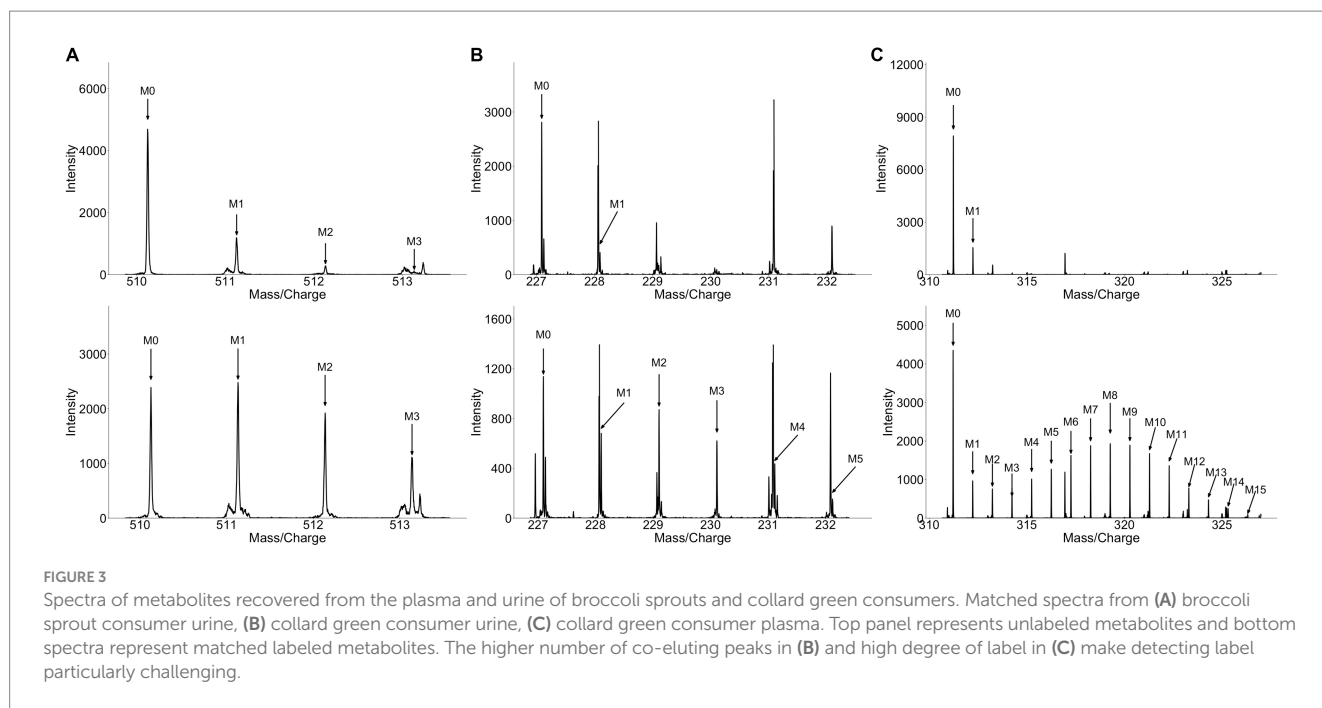 A
B
C
6000
4000
2000
0
Intensity
M0
M1
M2
M3
510
511
512
513
Mass/Charge
3000
2000
1000
0
Intensity
M0
M1
227
228
229
230
231
232
Mass/Charge
12000
9000
6000
3000
0
Intensity
M0
M1
310
315
320
325
Mass/Charge
3000
2000
1000
0
Intensity
M0
M1
M2
M3
510
511
512
513
Mass/Charge
1600
1200
800
400
0
Intensity
M0
M1
M2
M3
M4
M5
227
228
229
230
231
232
Mass/Charge
5000
4000
3000
2000
1000
0
Intensity
M0
M1
M2
M3
M4
M5
M6
M7
M8
M9
M10
M11
M12
M13
M14
M15
310
315
320
325
Mass/Charge
FIGURE 3
Spectra of metabolites recovered from the plasma and urine of broccoli sprouts and collard green consumers. Matched spectra from (A) broccoli
sprout consumer urine, (B) collard green consumer urine, (C) collard green consumer plasma. Top panel represents unlabeled metabolites and bottom
spectra represent matched labeled metabolites. The higher number of co-eluting peaks in (B) and high degree of label in (C) make detecting label
particularly challenging.